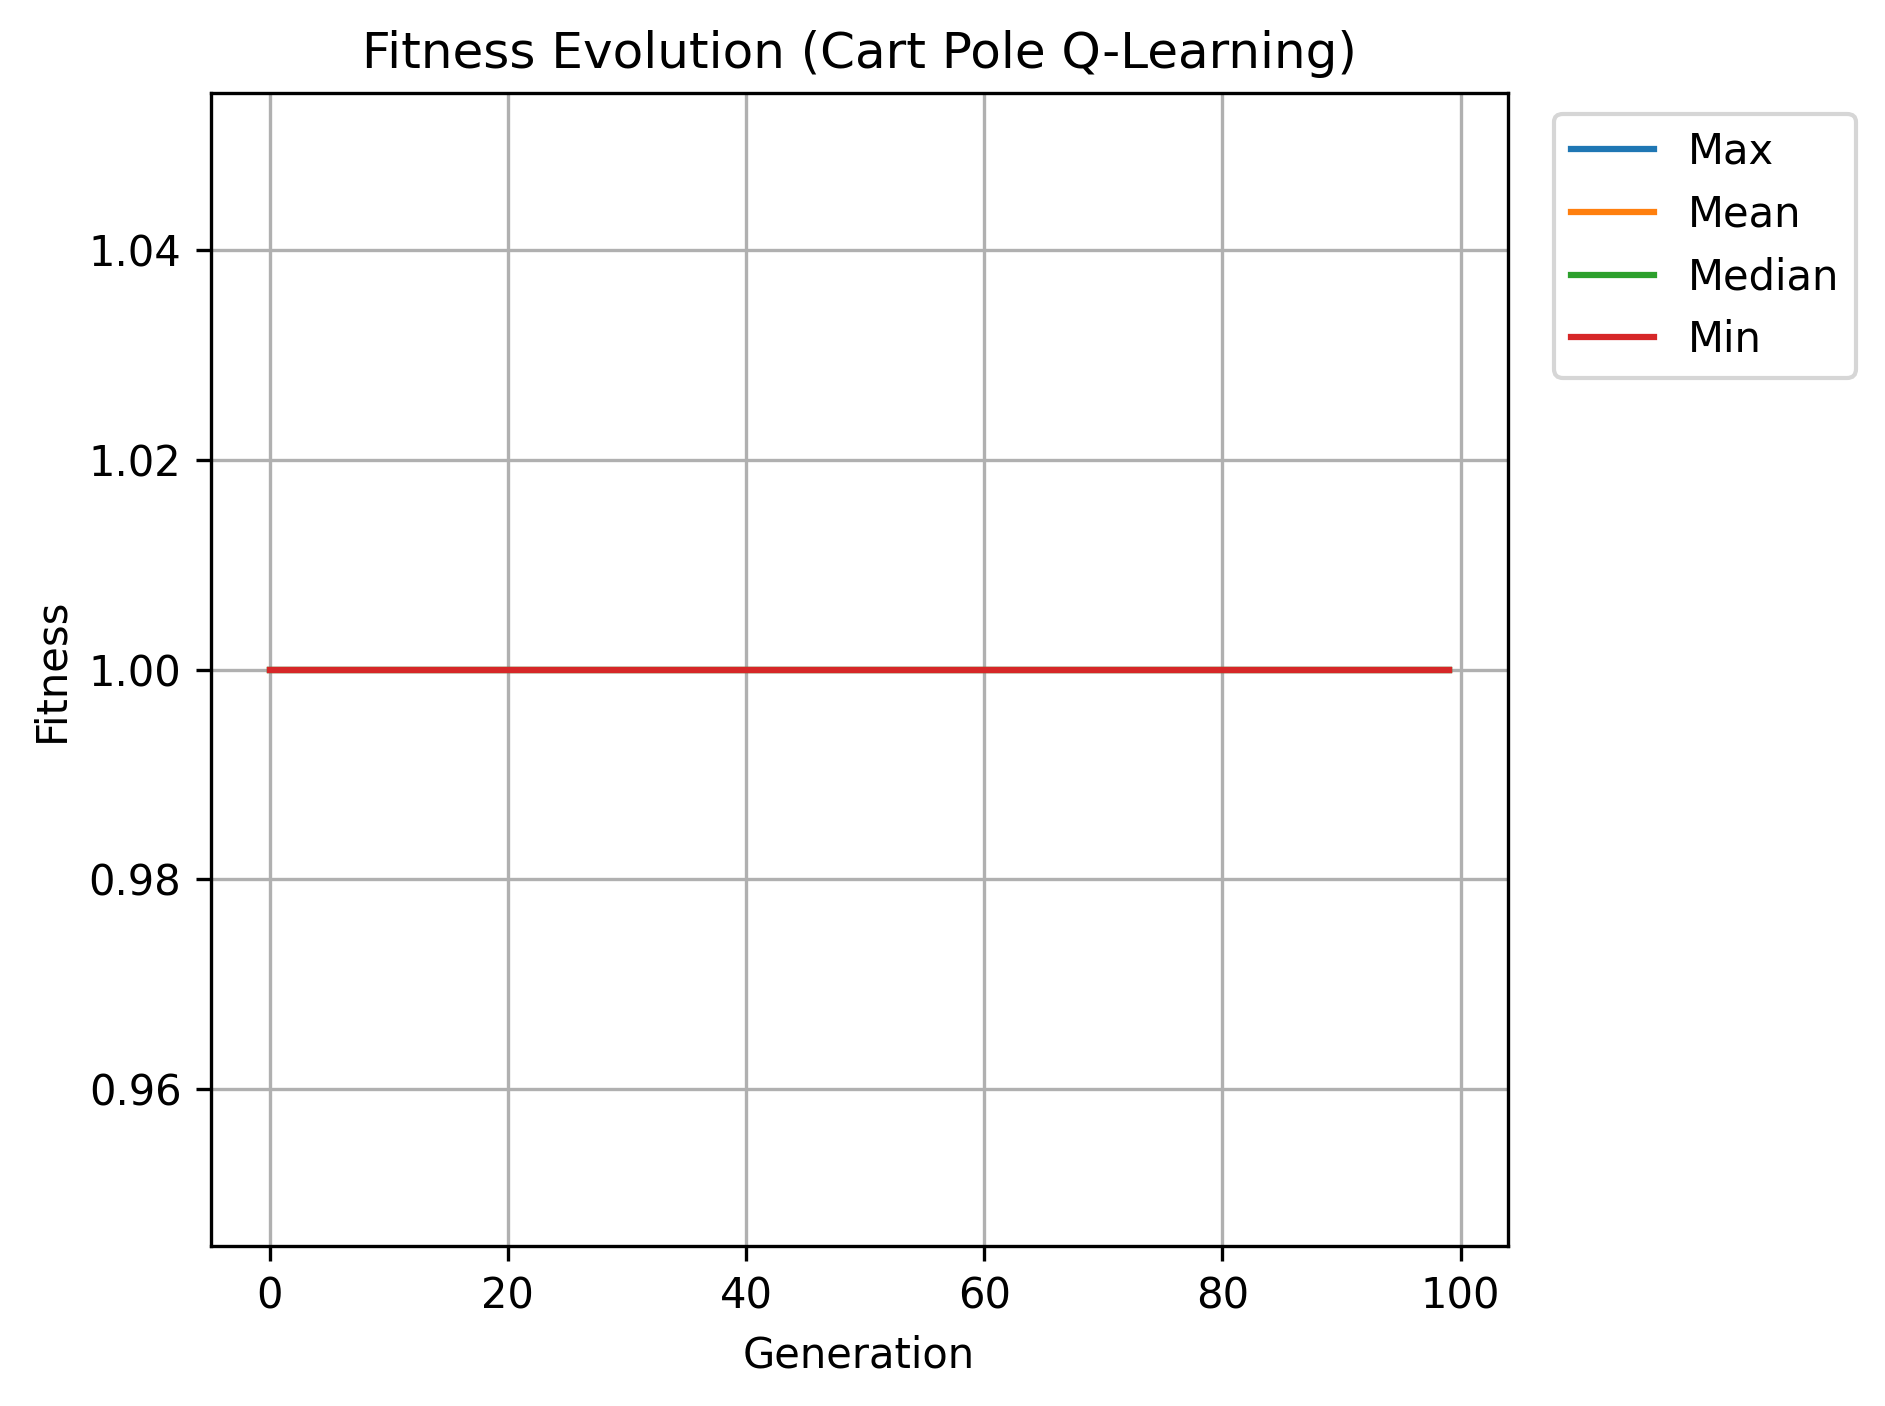 Fitness Evolution (Cart Pole Q-Learning)
Max
Mean
Median
Min
1.04
1.02
1.00
0.98
0.96
Fitness
0 20 40 60 80 100
Generation